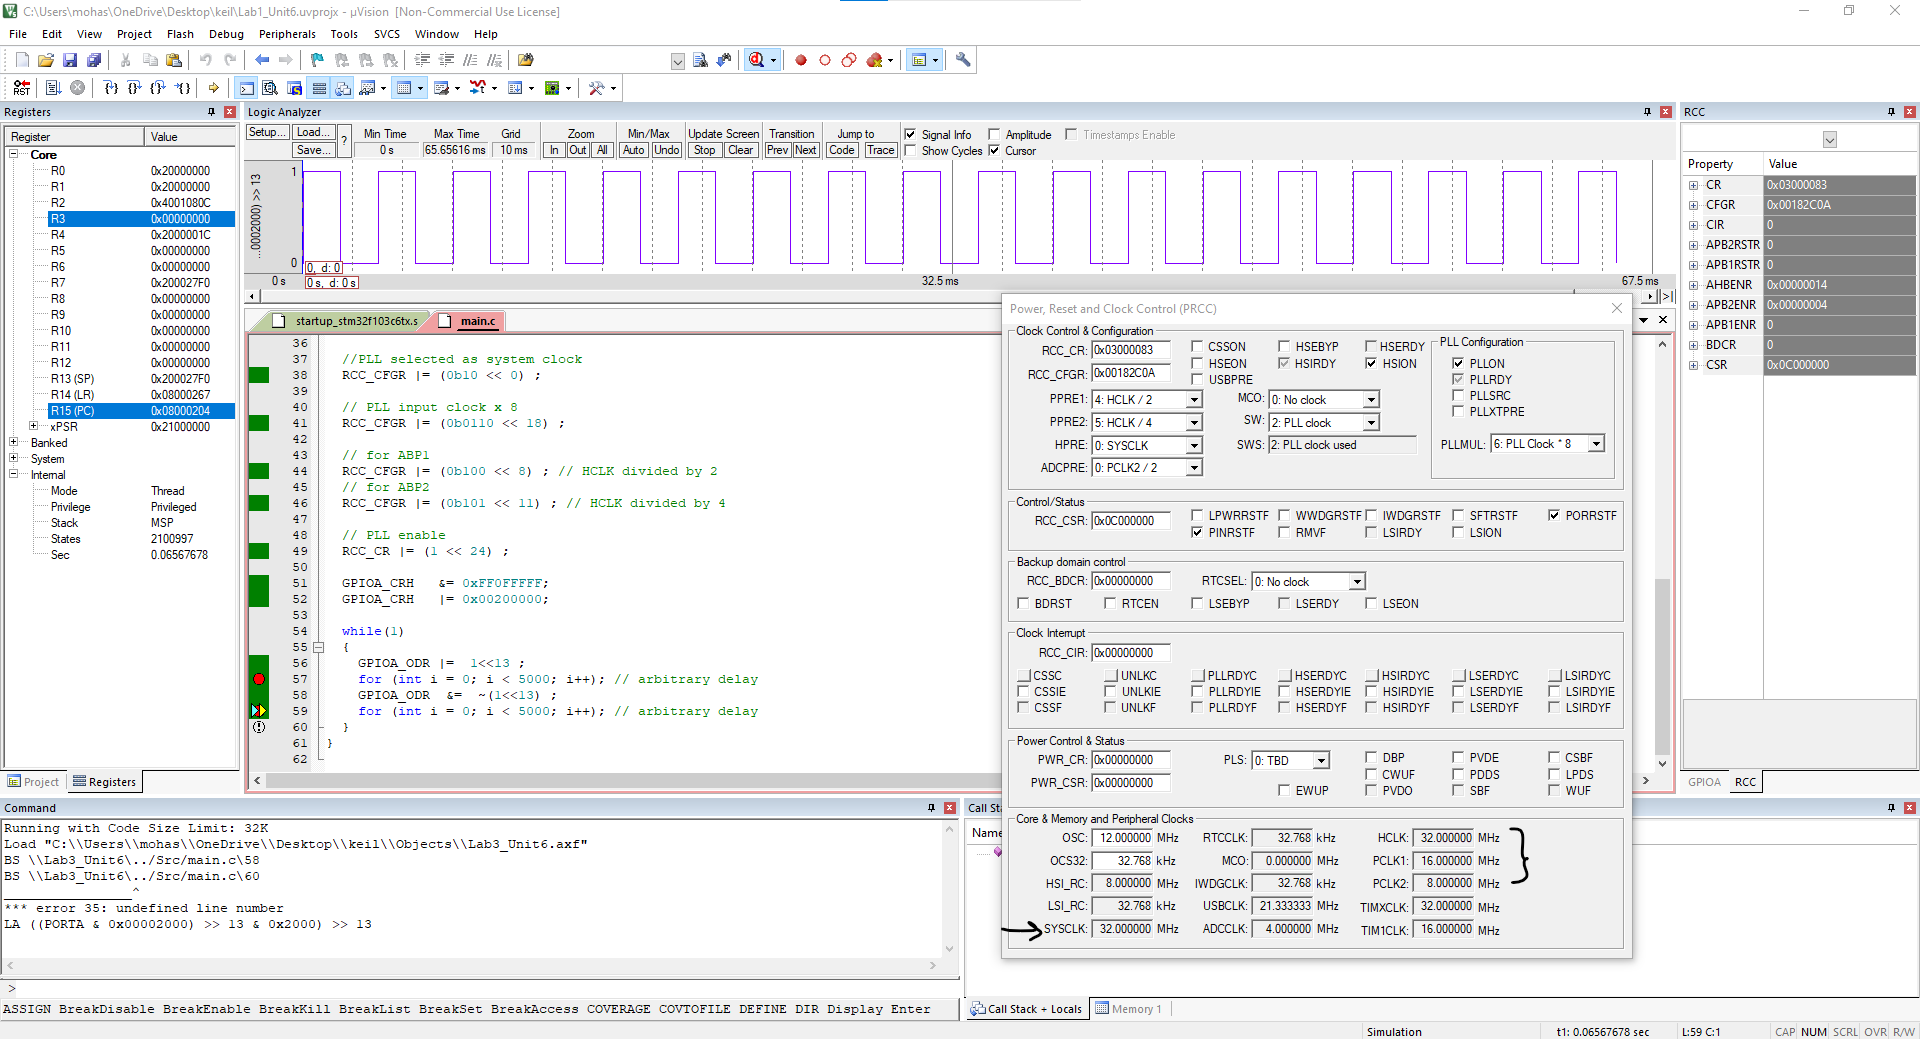 C:\Users\mohas\OneDrive\Desktop\keil\Lab1_Unit6.uvprojx - µVision [Non-Commercial Use License]
File Edit View Project Flash Debug Peripherals Tools SVCS Window Help
Registers
Register Value
Core
R0 0x20000000
R1 0x20000000
R2 0x4001080C
R3 0x00000000
R4 0x2000001C
R5 0x00000000
R6 0x00000000
R7 0x200027F0
R8 0x00000000
R9 0x00000000
R10 0x00000000
R11 0x00000000
R12 0x00000000
R13 (SP) 0x200027F0
R14 (LR) 0x08000267
R15 (PC) 0x08000204
xPSR 0x21000000
Banked
System
Internal
Mode Thread
Privilege Privileged
Stack MSP
States 2100997
Sec 0.06567678
Project Registers
Logic Analyzer
Setup... Load... ? Min Time Max Time Grid Zoom Min/Max Update Screen Transition Jump to Signal Info Amplitude Timestamps Enable
Save... 0 s 65.65616 ms 10 ms In Out All Auto Undo Stop Clear Prev Next Code Trace Show Cycles Cursor
...00002000) >> 13
1
0
0, d: 0
0 s 0 s, d: 0 s 32.5 ms 67.5 ms
startup_stm32f103c6tx.s main.c
36
37 //PLL selected as system clock
38 RCC_CFGR |= (0b10 << 0) ;
39
40 // PLL input clock x 8
41 RCC_CFGR |= (0b0110 << 18) ;
42
43 // for ABP1
44 RCC_CFGR |= (0b100 << 8) ; // HCLK divided by 2
45 // for ABP2
46 RCC_CFGR |= (0b101 << 11) ; // HCLK divided by 4
47
48 // PLL enable
49 RCC_CR |= (1 << 24) ;
50
51 GPIOA_CRH &= 0xFF0FFFFF;
52 GPIOA_CRH |= 0x00200000;
53
54 while(1)
55 {
56 GPIOA_ODR |= 1<<13 ;
57 for (int i = 0; i < 5000; i++); // arbitrary delay
58 GPIOA_ODR &= ~(1<<13) ;
59 for (int i = 0; i < 5000; i++); // arbitrary delay
60 }
61 }
62
Power, Reset and Clock Control (PRCC)
Clock Control & Configuration
RCC_CR: 0x03000083 CSSON HSEBYP HSERDY
HSEON HSIRDY HSION
RCC_CFGR: 0x00182C0A USBPRE
PPRE1: 4: HCLK / 2 MCO: 0: No clock
PPRE2: 5: HCLK / 4 SW: 2: PLL clock
HPRE: 0: SYSCLK SWS: 2: PLL clock used
ADCPRE: 0: PCLK2 / 2
PLL Configuration
PLLON
PLLRDY
PLLSRC
PLLXTPRE
PLLMUL: 6: PLL Clock * 8
Control/Status
RCC_CSR: 0x0C000000 LPWRRSTF WWDGRSTF IWDGRSTF SFTRSTF PORRSTF
PINRSTF RMVF LSIRDY LSION
Backup domain control
RCC_BDCR: 0x00000000 RTCSEL: 0: No clock
BDRST RTCEN LSEBYP LSERDY LSEON
Clock Interrupt
RCC_CIR: 0x00000000
CSSC UNLKC PLLRDYC HSERDYC HSIRDYC LSERDYC LSIRDYC
CSSIE UNLKIE PLLRDYIE HSERDYIE HSIRDYIE LSERDYIE LSIRDYIE
CSSF UNLKF PLLRDYF HSERDYF HSIRDYF LSERDYF LSIRDYF
Power Control & Status
PWR_CR: 0x00000000 PLS: 0: TBD DBP PVDE CSBF
CWUF PDDS LPDS
PWR_CSR: 0x00000000 EWUP PVDO SBF WUF
Core & Memory and Peripheral Clocks
OSC: 12.000000 MHz RTCCLK: 32.768 kHz HCLK: 32.000000 MHz
OCS32: 32.768 kHz MCO: 0.000000 MHz PCLK1: 16.000000 MHz
HSI_RC: 8.000000 MHz IWDGCLK: 32.768 kHz PCLK2: 8.000000 MHz
LSI_RC: 32.768 kHz USBCLK: 21.333333 MHz TIMXCLK: 32.000000 MHz
SYSCLK: 32.000000 MHz ADCCLK: 4.000000 MHz TIM1CLK: 16.000000 MHz
RCC
Property Value
CR 0x03000083
CFGR 0x00182C0A
CIR 0
APB2RSTR 0
APB1RSTR 0
AHBENR 0x00000014
APB2ENR 0x00000004
APB1ENR 0
BDCR 0
CSR 0x0C000000
GPIOA RCC
Command
Running with Code Size Limit: 32K
Load "C:\\Users\\mohas\\OneDrive\\Desktop\\keil\\Objects\\Lab3_Unit6.axf"
BS \\Lab3_Unit6\../Src/main.c\58
BS \\Lab3_Unit6\../Src/main.c\60
_________________^
*** error 35: undefined line number
LA ((PORTA & 0x00002000) >> 13 & 0x2000) >> 13
>
ASSIGN BreakDisable BreakEnable BreakKill BreakList BreakSet BreakAccess COVERAGE COVTOFILE DEFINE DIR Display Enter
Call Sta
Name
Call Stack + Locals Memory 1
Simulation t1: 0.06567678 sec L:59 C:1 CAP NUM SCRL OVR R/W